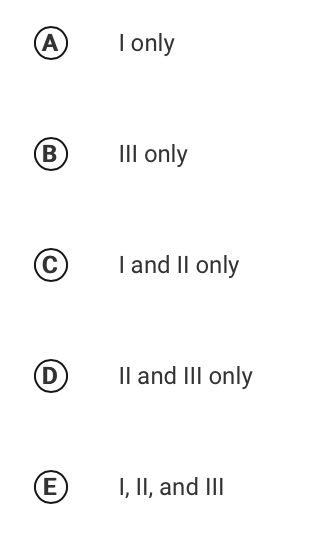 A I only
B III only
C I and II only
D II and III only
E I, II, and III